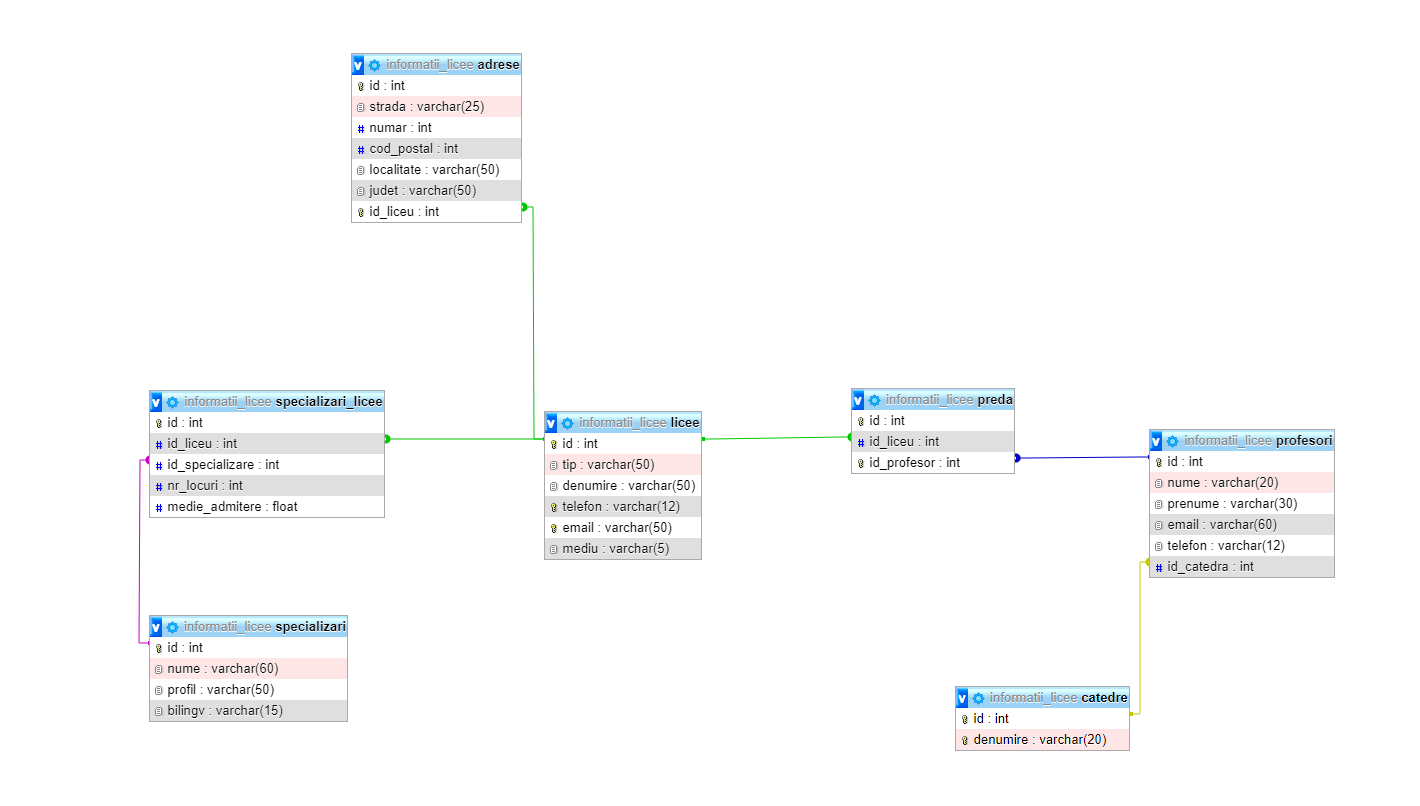 informatii_licee adrese
id : int
strada : varchar(25)
numar : int
cod_postal : int
localitate : varchar(50)
judet : varchar(50)
id_liceu : int
informatii_licee specializari_licee
id : int
id_liceu : int
id_specializare : int
nr_locuri : int
medie_admitere : float
informatii_licee licee
id : int
tip : varchar(50)
denumire : varchar(50)
telefon : varchar(12)
email : varchar(50)
mediu : varchar(5)
informatii_licee preda
id : int
id_liceu : int
id_profesor : int
informatii_licee profesori
id : int
nume : varchar(20)
prenume : varchar(30)
email : varchar(60)
telefon : varchar(12)
id_catedra : int
informatii_licee specializari
id : int
nume : varchar(60)
profil : varchar(50)
bilingv : varchar(15)
informatii_licee catedre
id : int
denumire : varchar(20)